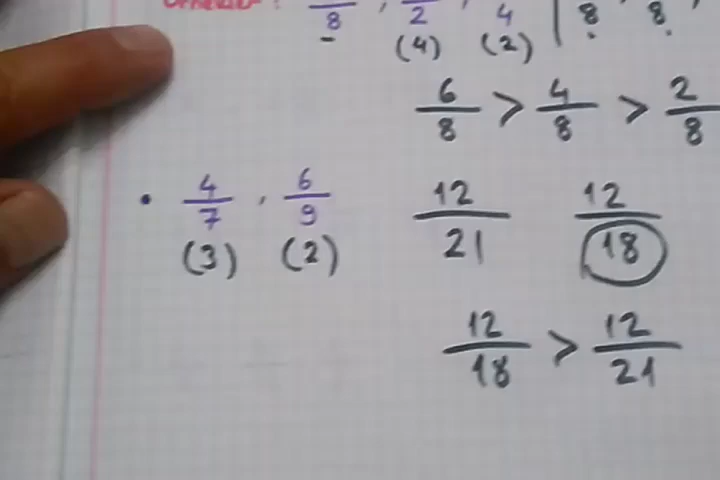 8 , 2 , 4 | 8 , 8 ,
(4) (2)
6/8 > 4/8 > 2/8
• 4/7 , 6/9 12/21 12/18
(3) (2)
12/18 > 12/21